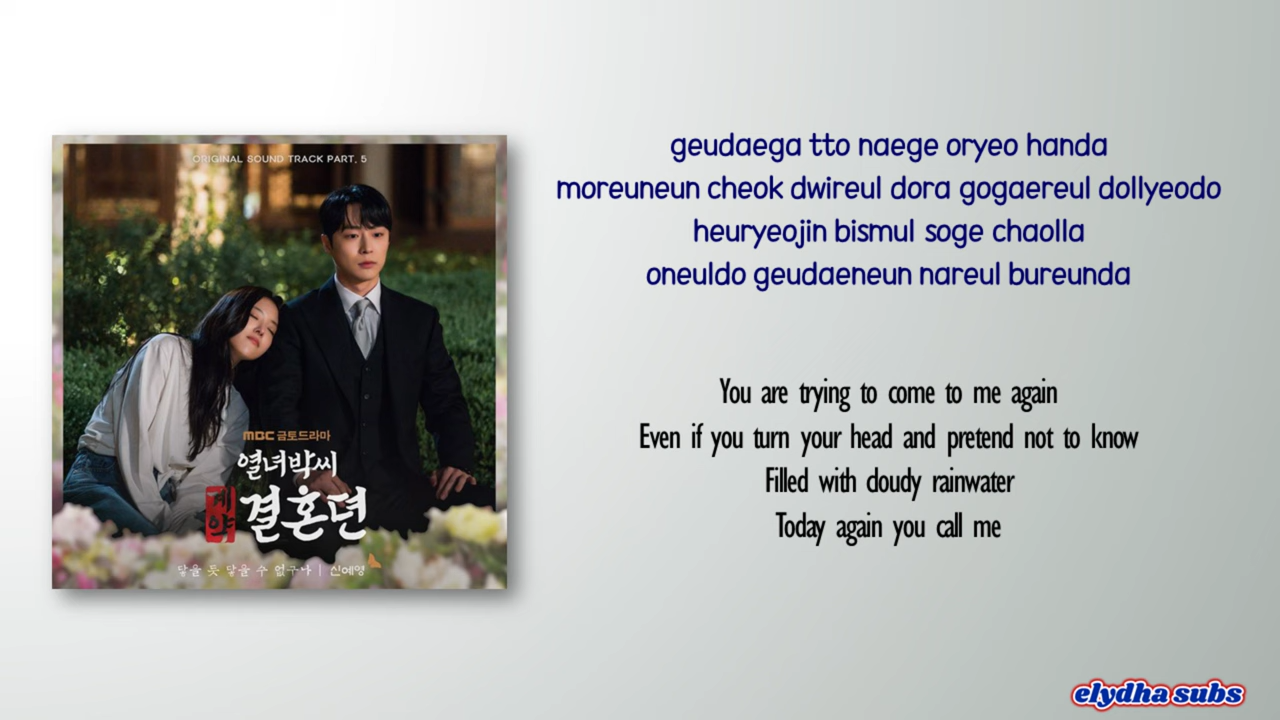 ORIGINAL SOUND TRACK PART. 5
MBC 금토드라마
열녀박씨
계약
결혼뎐
닿을 듯 닿을 수 없구나 | 신예영
geudaega tto naege oryeo handa
moreuneun cheok dwireul dora gogaereul dollyeodo
heuryeojin bismul soge chaolla
oneuldo geudaeneun nareul bureunda
You are trying to come to me again
Even if you turn your head and pretend not to know
Filled with cloudy rainwater
Today again you call me
elydha subs